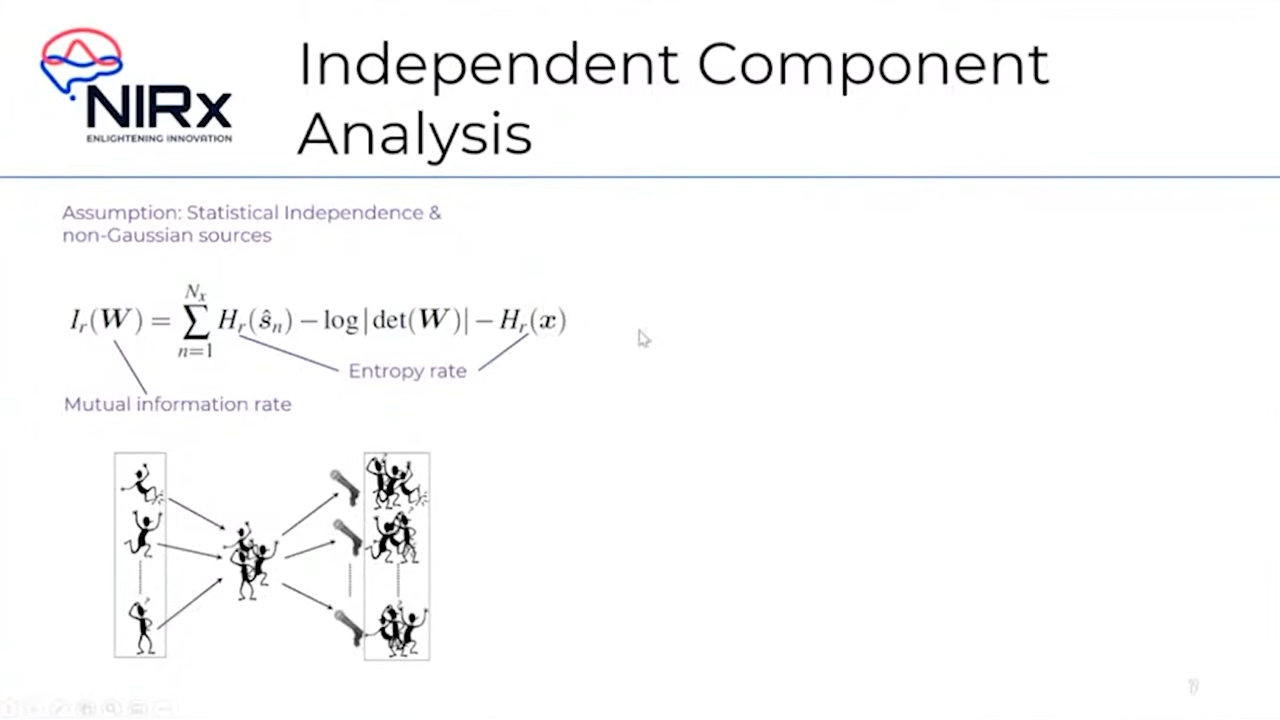 NIRx
ENLIGHTENING INNOVATION
Independent Component
Analysis
Assumption: Statistical Independence &
non-Gaussian sources
I_r(W) = \sum_{n=1}^{N_x} H_r(ŝ_n) − log|det(W)| − H_r(x)
Entropy rate
Mutual information rate